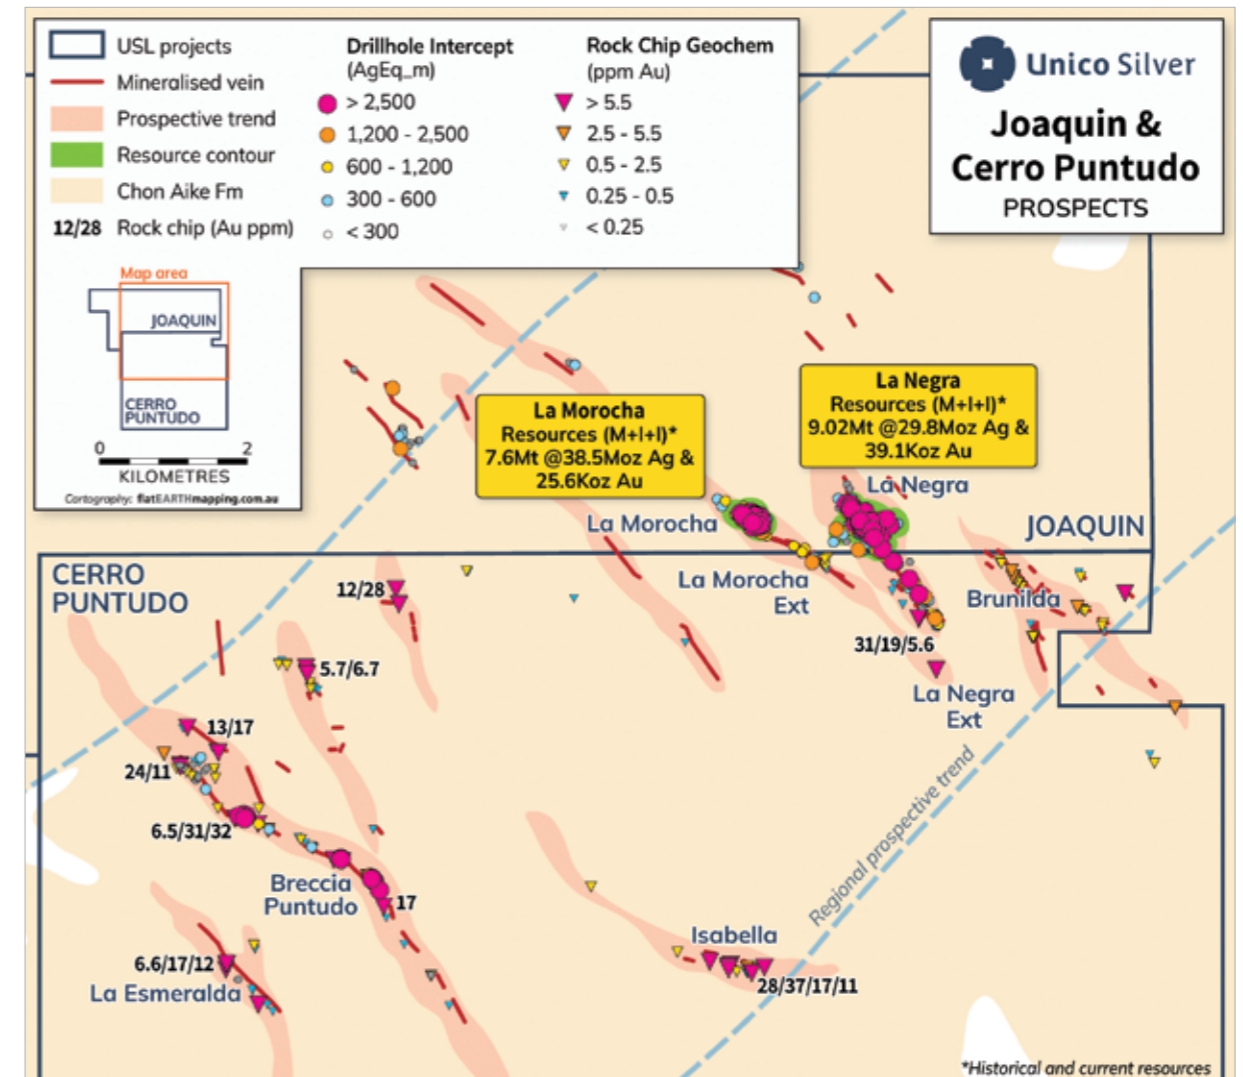 USL projects
Mineralised vein
Prospective trend
Resource contour
Chon Aike Fm
12/28 Rock chip (Au ppm)
Drillhole Intercept
(AgEq_m)
> 2,500
1,200 - 2,500
600 - 1,200
300 - 600
< 300
Rock Chip Geochem
(ppm Au)
> 5.5
2.5 - 5.5
0.5 - 2.5
0.25 - 0.5
< 0.25
Map area
JOAQUIN
CERRO
PUNTUDO
0 2
KILOMETRES
Cartography: flatEARTHmapping.com.au
Unico Silver
Joaquin &
Cerro Puntudo
PROSPECTS
La Morocha
Resources (M+I+I)*
7.6Mt @38.5Moz Ag &
25.6Koz Au
La Negra
Resources (M+I+I)*
9.02Mt @29.8Moz Ag &
39.1Koz Au
La Negra
La Morocha
JOAQUIN
CERRO
PUNTUDO
12/28
La Morocha
Ext
Brunilda
31/19/5.6
5.7/6.7
La Negra
Ext
13/17
24/11
6.5/31/32
Regional prospective trend
Breccia
Puntudo
17
Isabella
6.6/17/12
28/37/17/11
La Esmeralda
*Historical and current resources